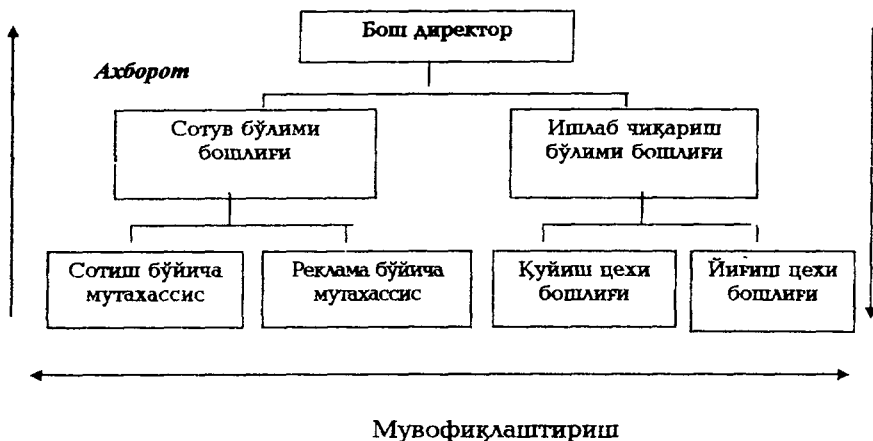 Бош директор
Ахборот
Сотув бўлими
бошлиғи
Ишлаб чиқариш
бўлими бошлиғи
Сотиш бўйича
мутахассис
Реклама бўйича
мутахассис
Қуйиш цехи
бошлиғи
Йиғиш цехи
бошлиғи
Мувофиқлаштириш